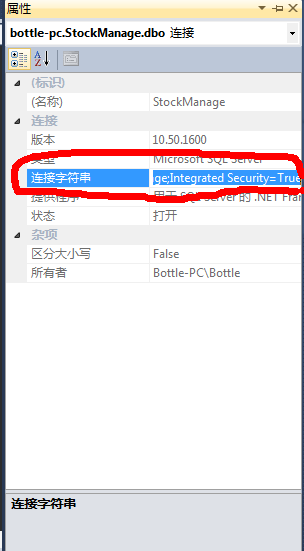 属性
bottle-pc.StockManage.dbo 连接
(标识)
(名称) StockManage
连接
版本 10.50.1600
类型 Microsoft SQL Server
连接字符串 ge;Integrated Security=True
提供程序 用于 SQL Server 的 .NET Fram
状态 打开
杂项
区分大小写 False
所有者 Bottle-PC\Bottle
连接字符串